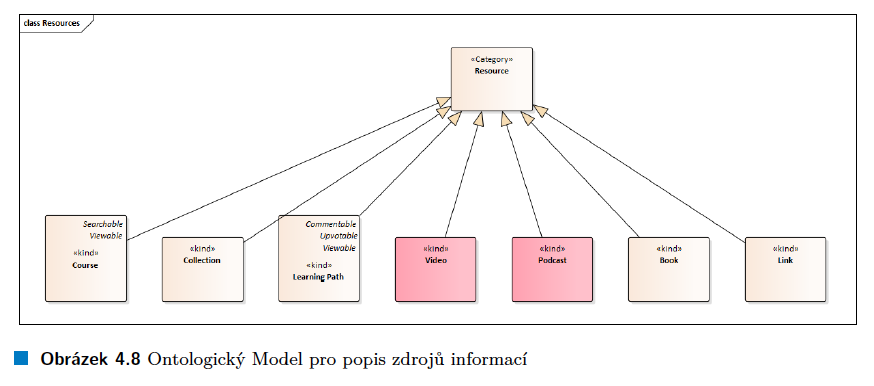 class Resources
«Category»
Resource
Searchable
Viewable
«kind»
Course
«kind»
Collection
Commentable
Upvotable
Viewable
«kind»
Learning Path
«kind»
Video
«kind»
Podcast
«kind»
Book
«kind»
Link
Obrázek 4.8 Ontologický Model pro popis zdrojů informací